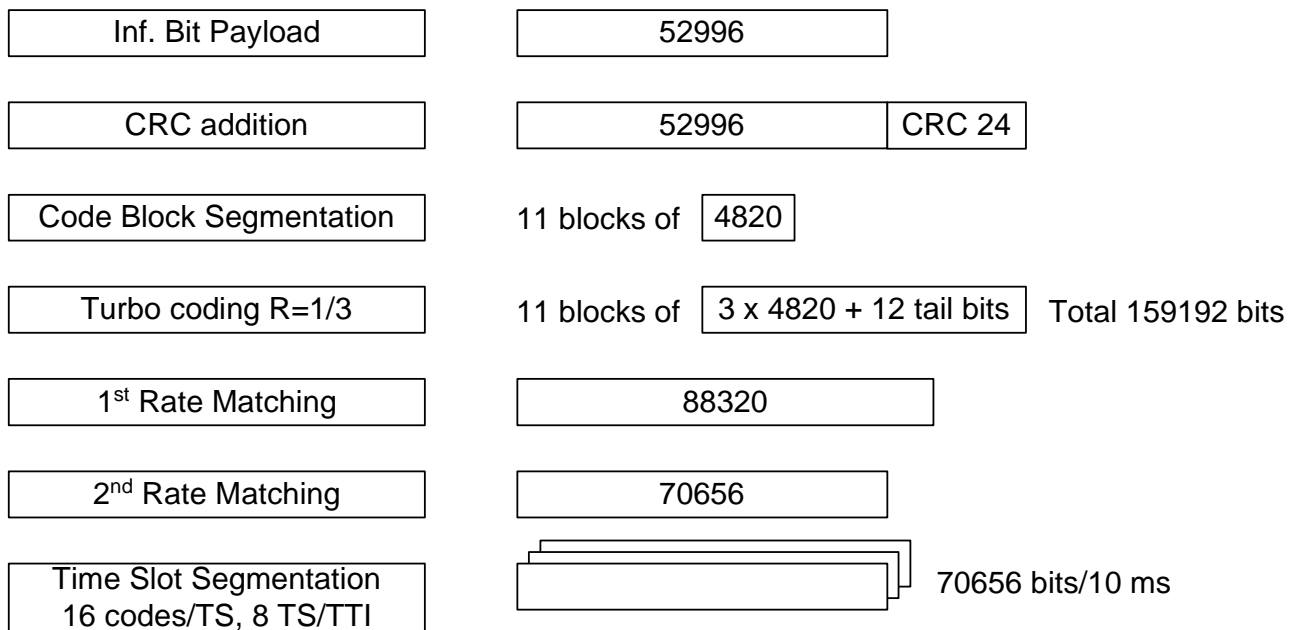 Inf. Bit Payload 52996
CRC addition 52996 CRC 24
Code Block Segmentation 11 blocks of 4820
Turbo coding R=1/3 11 blocks of 3 x 4820 + 12 tail bits Total 159192 bits
1st Rate Matching 88320
2nd Rate Matching 70656
Time Slot Segmentation
16 codes/TS, 8 TS/TTI
70656 bits/10 ms